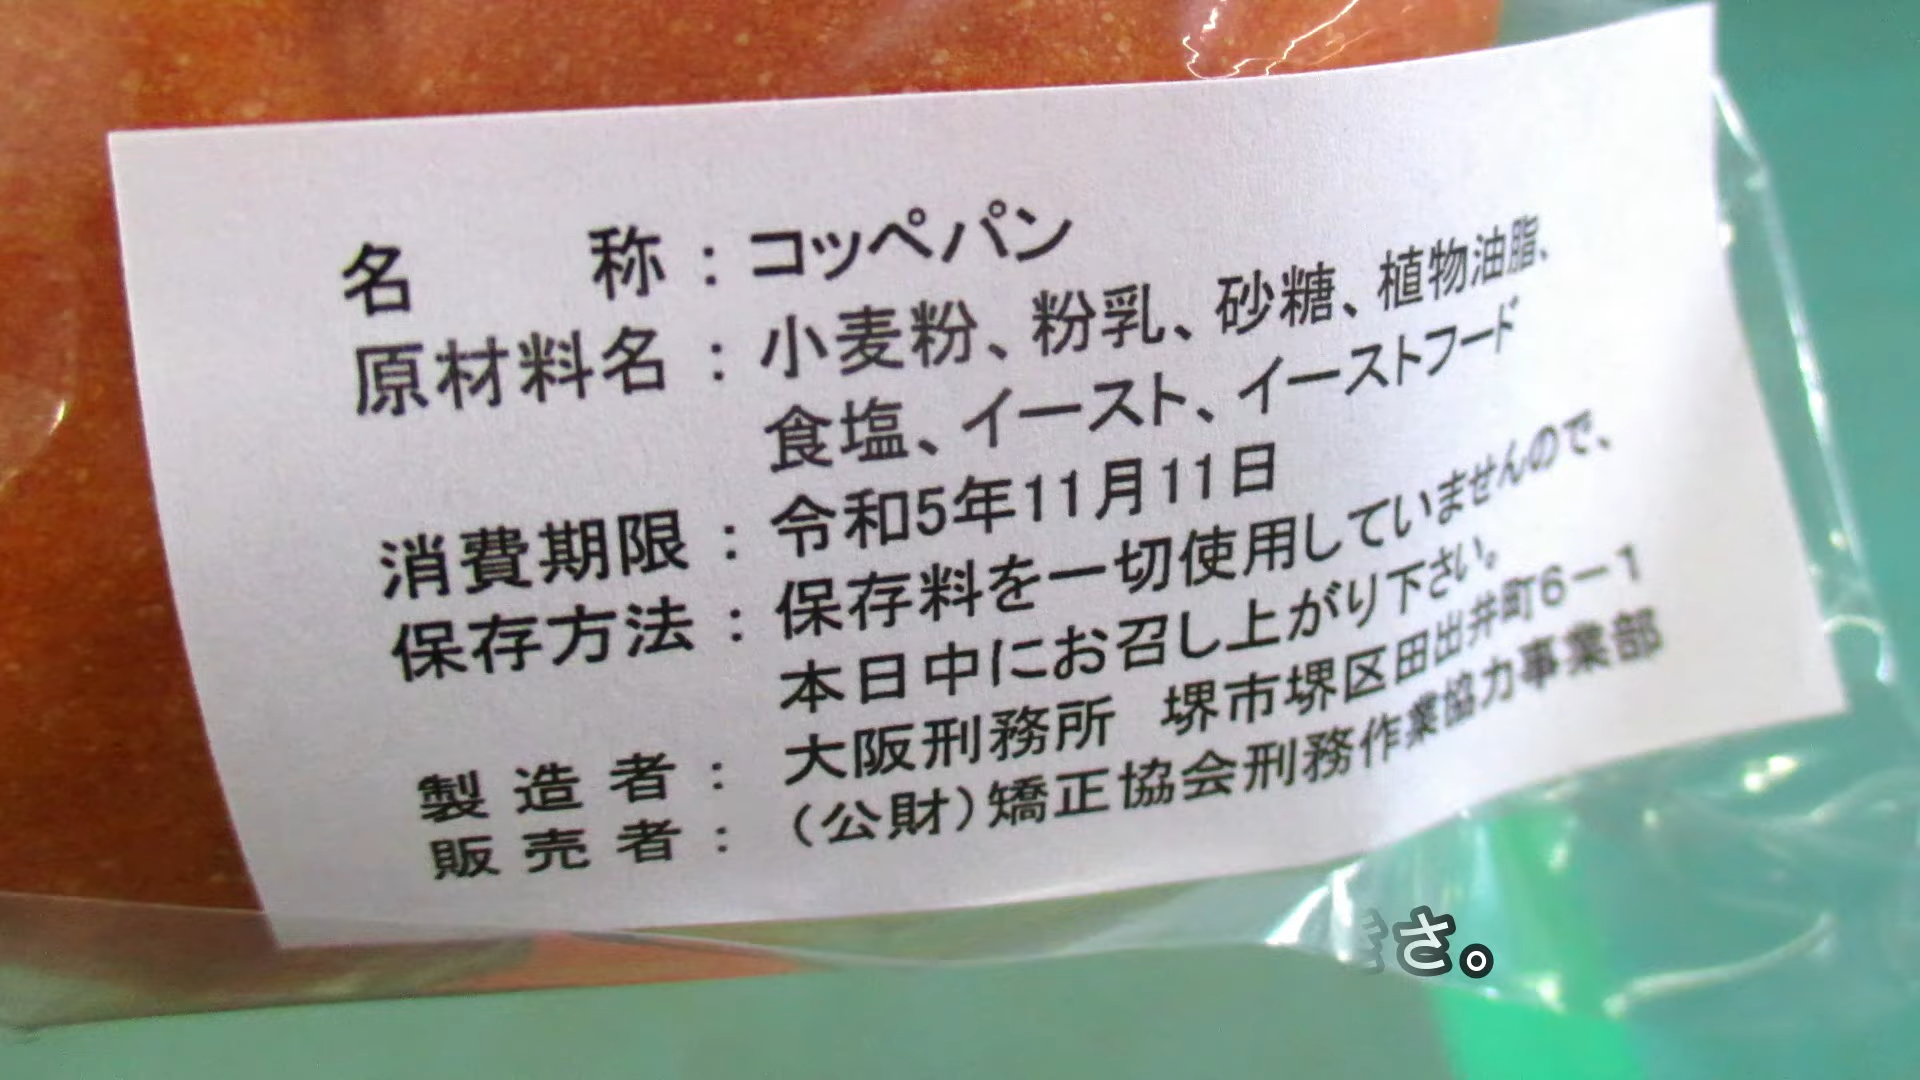 名　　称：コッペパン
原材料名：小麦粉、粉乳、砂糖、植物油脂、
食塩、イースト、イーストフード
消費期限：令和5年11月11日
保存方法：保存料を一切使用していませんので、
本日中にお召し上がり下さい。
製造者：大阪刑務所　堺市堺区田出井町6－1
販売者：（公財）矯正協会刑務作業協力事業部
さ。